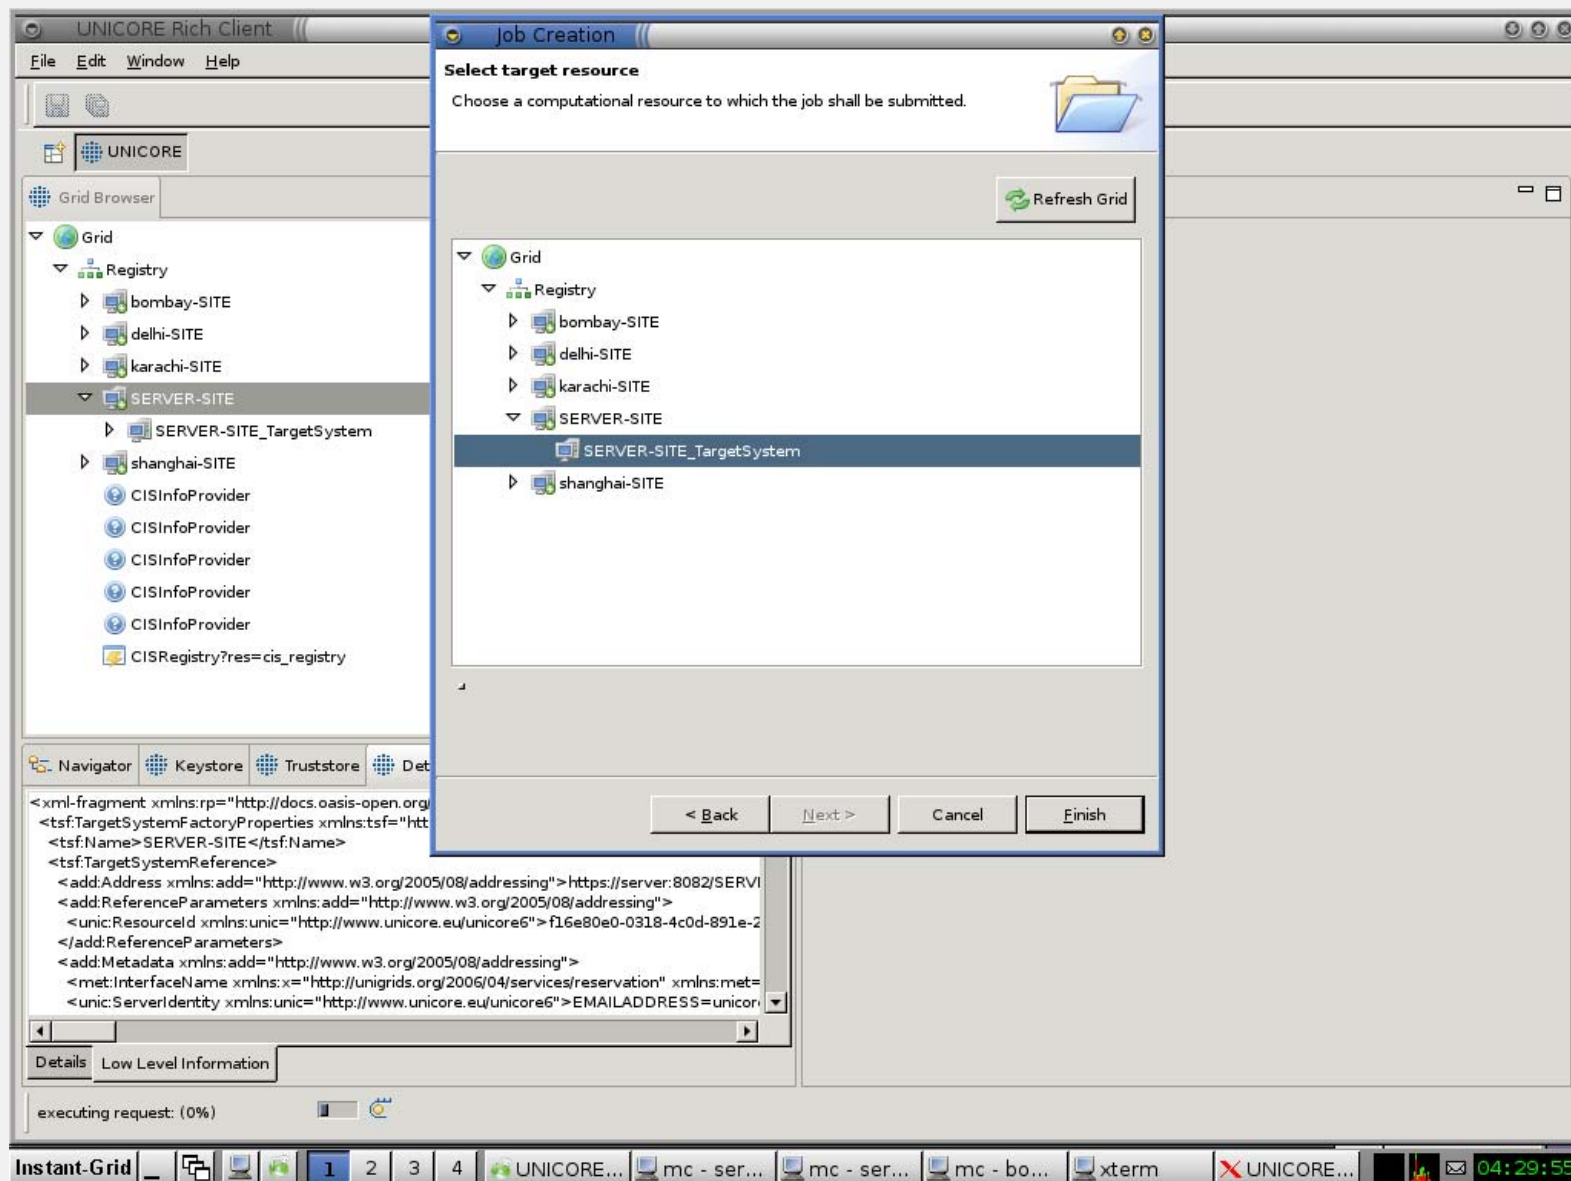 UNICORE Rich Client
File Edit Window Help
UNICORE
Grid Browser
Grid
Registry
bombay-SITE
delhi-SITE
karachi-SITE
SERVER-SITE
SERVER-SITE_TargetSystem
shanghai-SITE
CISInfoProvider
CISInfoProvider
CISInfoProvider
CISInfoProvider
CISInfoProvider
CISRegistry?res=cis_registry
Job Creation
Select target resource
Choose a computational resource to which the job shall be submitted.
Refresh Grid
Grid
Registry
bombay-SITE
delhi-SITE
karachi-SITE
SERVER-SITE
SERVER-SITE_TargetSystem
shanghai-SITE
< Back Next > Cancel Finish
Navigator Keystore Truststore Det
<xml-fragment xmlns:rp="http://docs.oasis-open.org/
<tsf:TargetSystemFactoryProperties xmlns:tsf="htt
<tsf:Name>SERVER-SITE</tsf:Name>
<tsf:TargetSystemReference>
<add:Address xmlns:add="http://www.w3.org/2005/08/addressing">https://server:8082/SERVI
<add:ReferenceParameters xmlns:add="http://www.w3.org/2005/08/addressing">
<unic:ResourceId xmlns:unic="http://www.unicore.eu/unicore6">f16e80e0-0318-4c0d-891e-2
</add:ReferenceParameters>
<add:Metadata xmlns:add="http://www.w3.org/2005/08/addressing">
<met:InterfaceName xmlns:x="http://unigrids.org/2006/04/services/reservation" xmlns:met=
<unic:ServerIdentity xmlns:unic="http://www.unicore.eu/unicore6">EMAILADDRESS=unicor
Details Low Level Information
executing request: (0%)
Instant-Grid 1 2 3 4 UNICORE... mc - ser... mc - ser... mc - bo... xterm UNICORE... 04:29:55